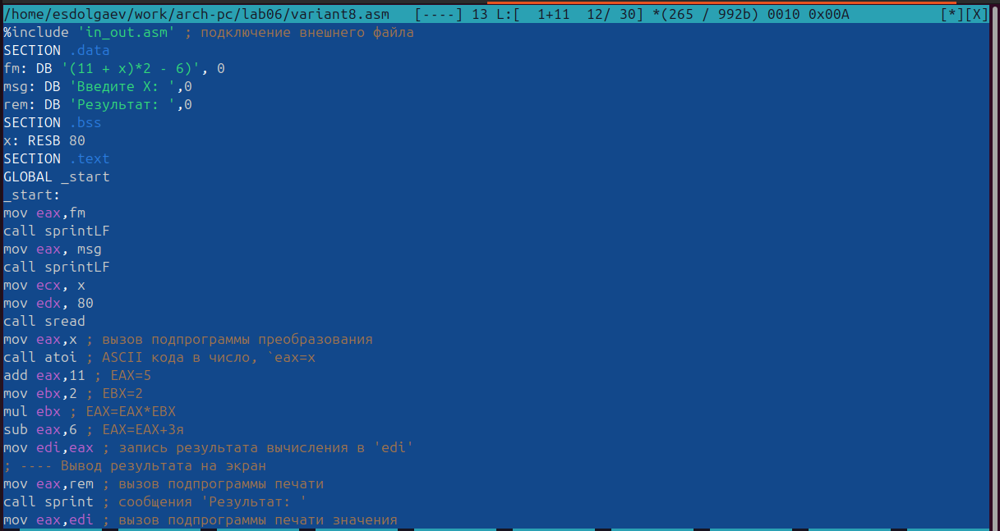 /home/esdolgaev/work/arch-pc/lab06/variant8.asm   [----] 13 L:[  1+11  12/ 30] *(265 / 992b) 0010 0x00A           [*][X]
%include 'in_out.asm' ; подключение внешнего файла
SECTION .data
fm: DB '(11 + x)*2 - 6)', 0
msg: DB 'Введите X: ',0
rem: DB 'Результат: ',0
SECTION .bss
x: RESB 80
SECTION .text
GLOBAL _start
_start:
mov eax,fm
call sprintLF
mov eax, msg
call sprintLF
mov ecx, x
mov edx, 80
call sread
mov eax,x ; вызов подпрограммы преобразования
call atoi ; ASCII кода в число, `eax=x
add eax,11 ; EAX=5
mov ebx,2 ; EBX=2
mul ebx ; EAX=EAX*EBX
sub eax,6 ; EAX=EAX+3я
mov edi,eax ; запись результата вычисления в 'edi'
; ---- Вывод результата на экран
mov eax,rem ; вызов подпрограммы печати
call sprint ; сообщения 'Результат: '
mov eax,edi ; вызов подпрограммы печати значения